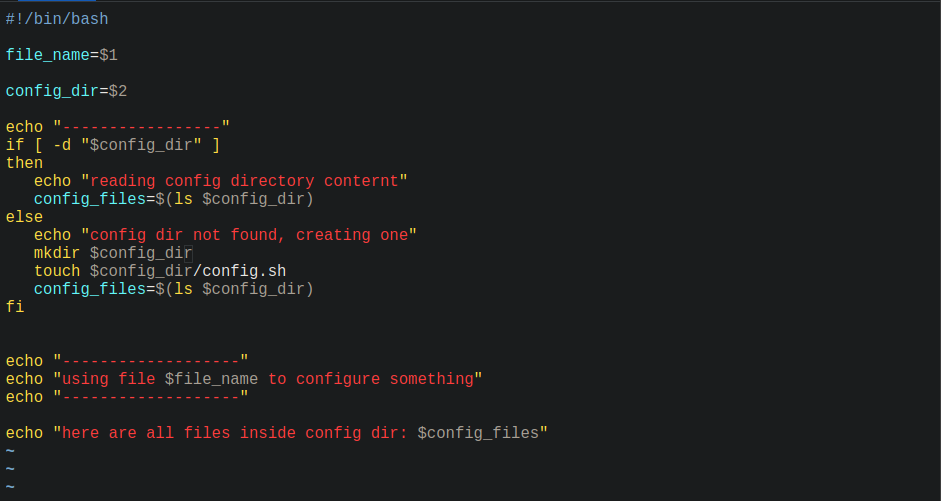 #!/bin/bash

file_name=$1

config_dir=$2

echo "-----------------"
if [ -d "$config_dir" ]
then
   echo "reading config directory conternt"
   config_files=$(ls $config_dir)
else
   echo "config dir not found, creating one"
   mkdir $config_dir
   touch $config_dir/config.sh
   config_files=$(ls $config_dir)
fi


echo "-------------------"
echo "using file $file_name to configure something"
echo "-------------------"

echo "here are all files inside config dir: $config_files"
~
~
~